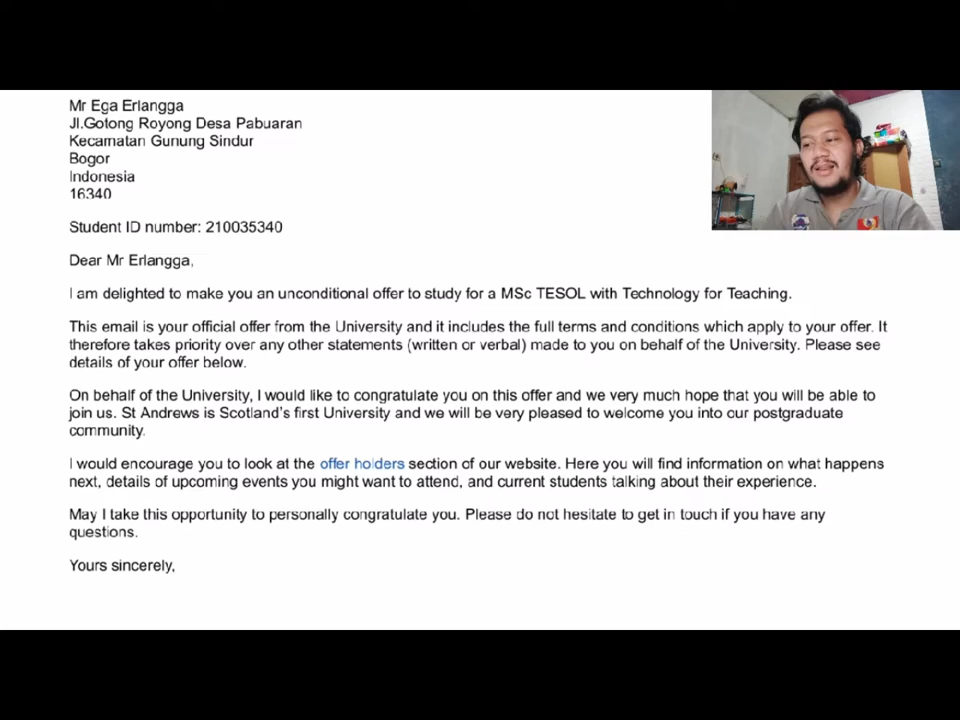 Mr Ega Erlangga
Jl.Gotong Royong Desa Pabuaran
Kecamatan Gunung Sindur
Bogor
Indonesia
16340
Student ID number: 210035340
Dear Mr Erlangga,
I am delighted to make you an unconditional offer to study for a MSc TESOL with Technology for Teaching.
This email is your official offer from the University and it includes the full terms and conditions which apply to your offer. It
therefore takes priority over any other statements (written or verbal) made to you on behalf of the University. Please see
details of your offer below.
On behalf of the University, I would like to congratulate you on this offer and we very much hope that you will be able to
join us. St Andrews is Scotland's first University and we will be very pleased to welcome you into our postgraduate
community.
I would encourage you to look at the offer holders section of our website. Here you will find information on what happens
next, details of upcoming events you might want to attend, and current students talking about their experience.
May I take this opportunity to personally congratulate you. Please do not hesitate to get in touch if you have any
questions.
Yours sincerely,